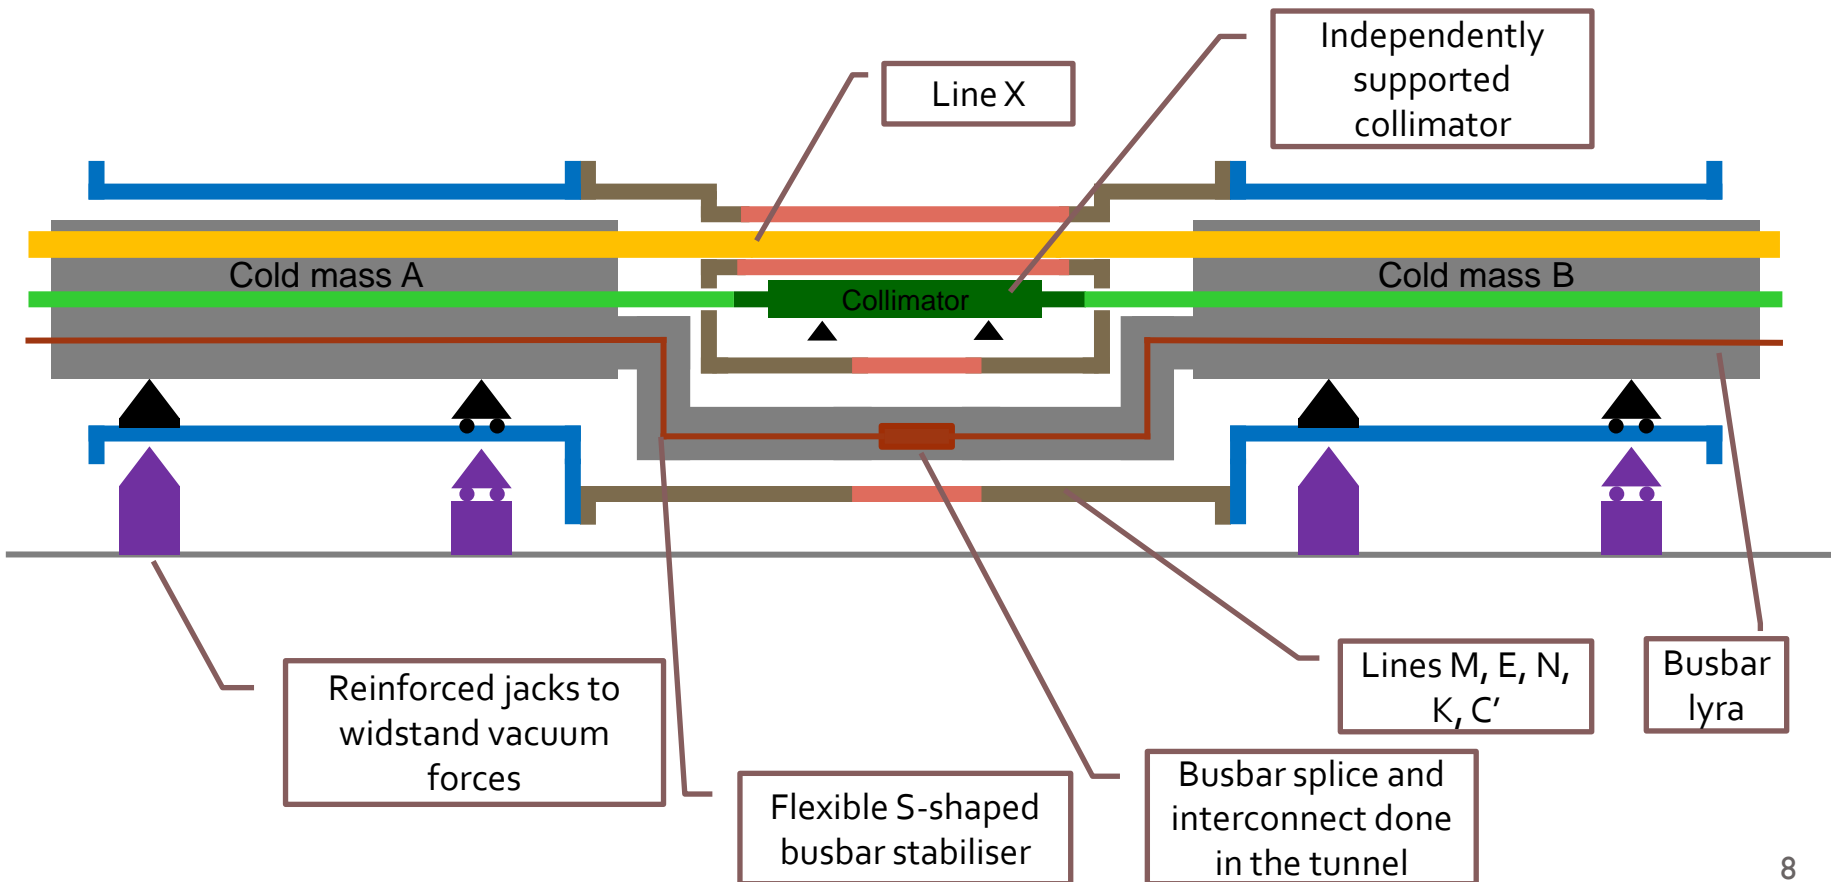 Independently
supported
collimator
Line X
Cold mass A
Cold mass B
Collimator
Reinforced jacks to
widstand vacuum
forces
Flexible S-shaped
busbar stabiliser
Busbar splice and
interconnect done
in the tunnel
Lines M, E, N,
K, C’
Busbar
lyra
8